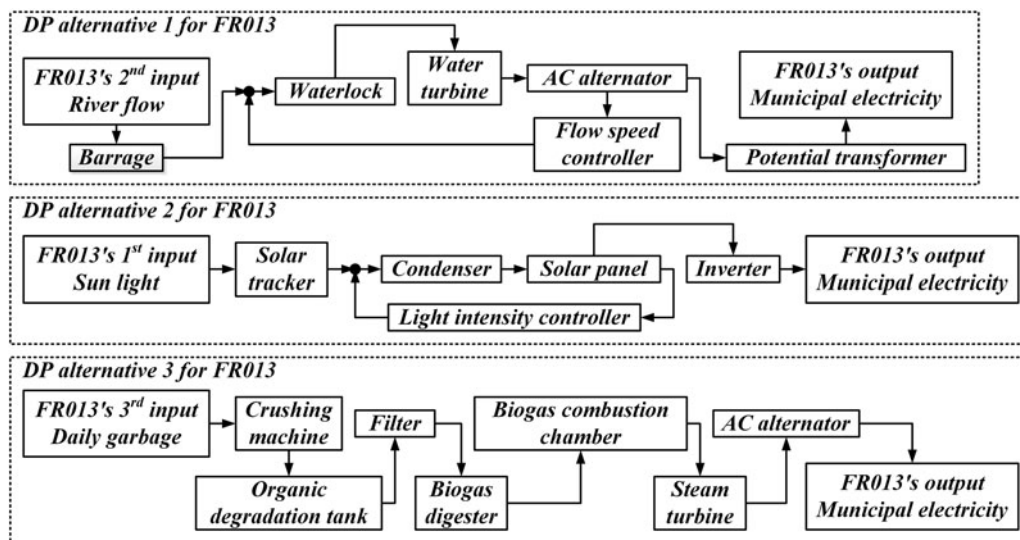 DP alternative 1 for FR013
FR013's 2nd input
River flow
Barrage
Waterlock
Water
turbine
AC alternator
Flow speed
controller
FR013's output
Municipal electricity
Potential transformer
DP alternative 2 for FR013
FR013's 1st input
Sun light
Solar
tracker
Condenser
Solar panel
Inverter
FR013's output
Municipal electricity
Light intensity controller
DP alternative 3 for FR013
FR013's 3rd input
Daily garbage
Crushing
machine
Organic
degradation tank
Filter
Biogas
digester
Biogas combustion
chamber
Steam
turbine
AC alternator
FR013's output
Municipal electricity